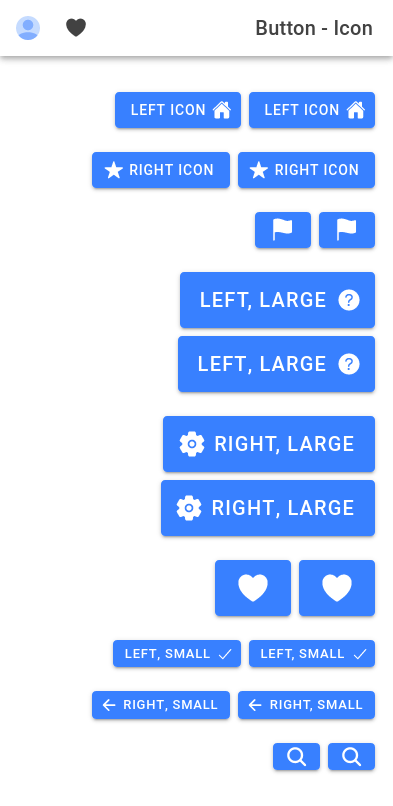 Button - Icon
LEFT ICON LEFT ICON
RIGHT ICON RIGHT ICON
LEFT, LARGE
LEFT, LARGE
RIGHT, LARGE
RIGHT, LARGE
LEFT, SMALL LEFT, SMALL
RIGHT, SMALL RIGHT, SMALL